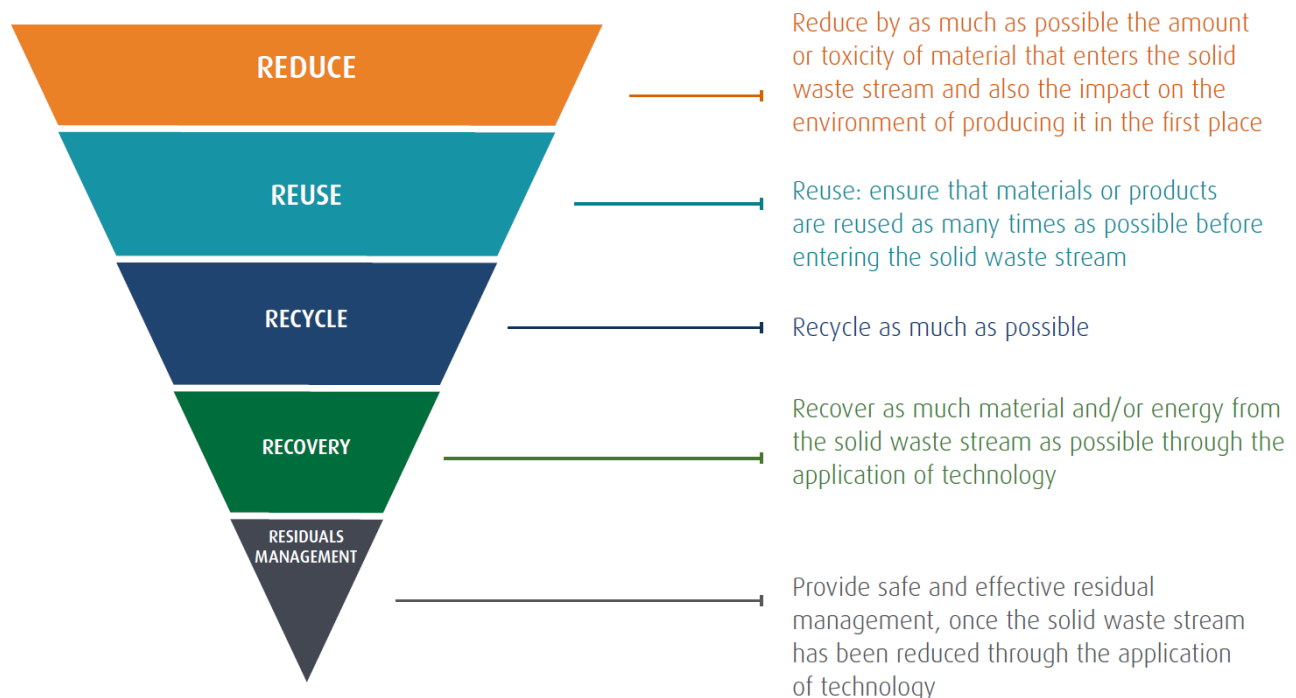 REDUCE
Reduce by as much as possible the amount
or toxicity of material that enters the solid
waste stream and also the impact on the
environment of producing it in the first place
REUSE
Reuse: ensure that materials or products
are reused as many times as possible before
entering the solid waste stream
RECYCLE
Recycle as much as possible
RECOVERY
Recover as much material and/or energy from
the solid waste stream as possible through the
application of technology
RESIDUALS
MANAGEMENT
Provide safe and effective residual
management, once the solid waste stream
has been reduced through the application
of technology